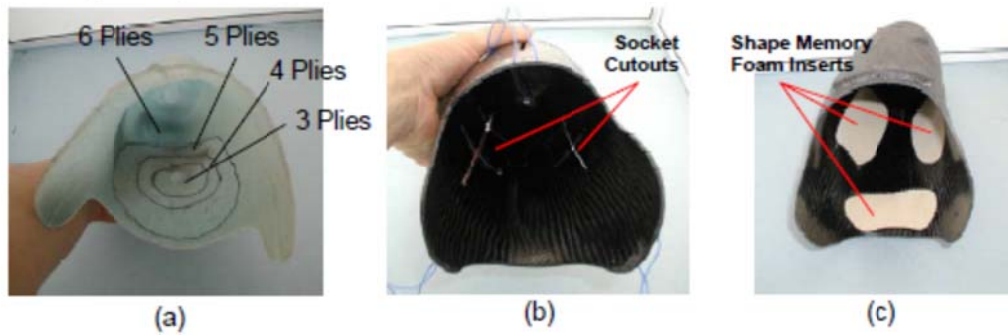 6 Plies
5 Plies
4 Plies
3 Plies
Socket
Cutouts
Shape Memory
Foam Inserts
(a)
(b)
(c)